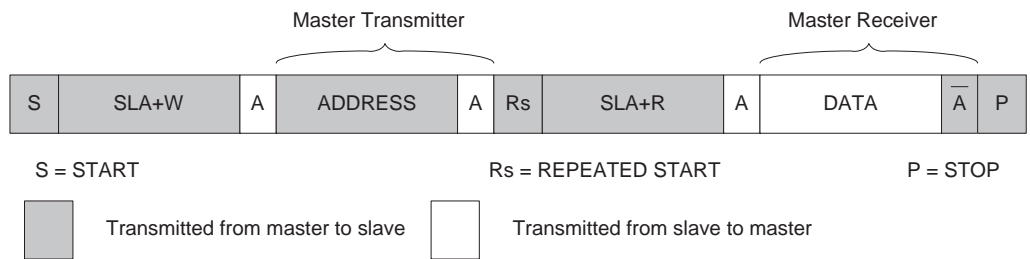 Master Transmitter Master Receiver
S SLA+W A ADDRESS A Rs SLA+R A DATA A̅ P
S = START Rs = REPEATED START P = STOP
Transmitted from master to slave Transmitted from slave to master